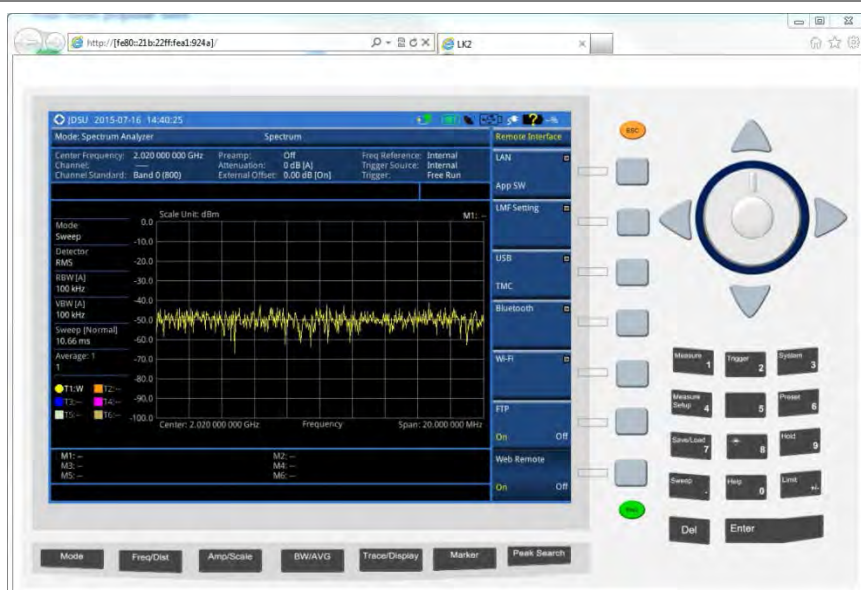 http://[fe80::21b:22ff:fea1:924a]/
LK2
JDSU 2015-07-16 14:40:25
Mode: Spectrum Analyzer
Spectrum
Remote Interface
Center Frequency: 2.020 000 000 GHz
Preamp: Off
Freq Reference: Internal
Channel: ----
Attenuation: 0 dB [A]
Trigger Source: Internal
Channel Standard: Band 0 (800)
External Offset: 0.00 dB [On]
Trigger: Free Run
LAN
App SW
LMF Setting
USB
TMC
Bluetooth
Wi-Fi
FTP
On Off
Web Remote
On Off
Mode
Sweep
Detector
RMS
RBW [A]
100 kHz
VBW [A]
100 kHz
Sweep [Normal]
10.66 ms
Average: 1
1
T1:W T2:--
T3:-- T4:--
T5:-- T6:--
Scale Unit: dBm
M1: --
0.0
-10.0
-20.0
-30.0
-40.0
-50.0
-60.0
-70.0
-80.0
-90.0
-100.0
Center: 2.020 000 000 GHz
Frequency
Span: 20.000 000 MHz
M1: --
M2: --
M3: --
M4: --
M5: --
M6: --
ESC
Measure 1
Trigger 2
System 3
Measure Setup 4
5
Preset 6
Save/Load 7
8
Hold 9
Sweep .
Help 0
Limit +/-
Del
Enter
Mode
Freq/Dist
Amp/Scale
BW/AVG
Trace/Display
Marker
Peak Search